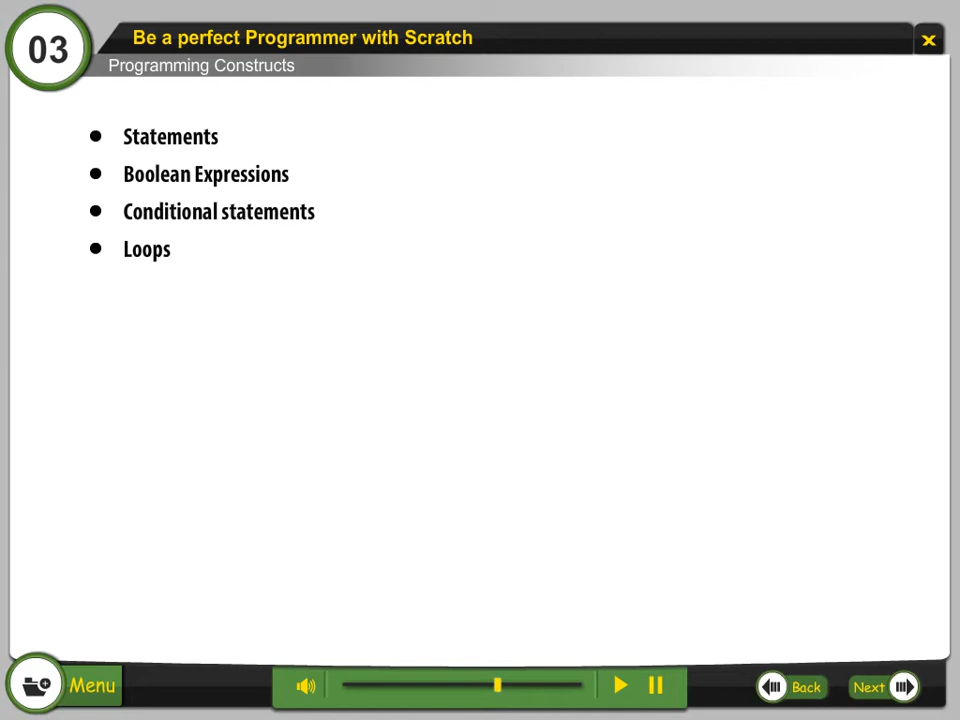 03
Be a perfect Programmer with Scratch
x
Programming Constructs
● Statements
● Boolean Expressions
● Conditional statements
● Loops
Menu
Back
Next